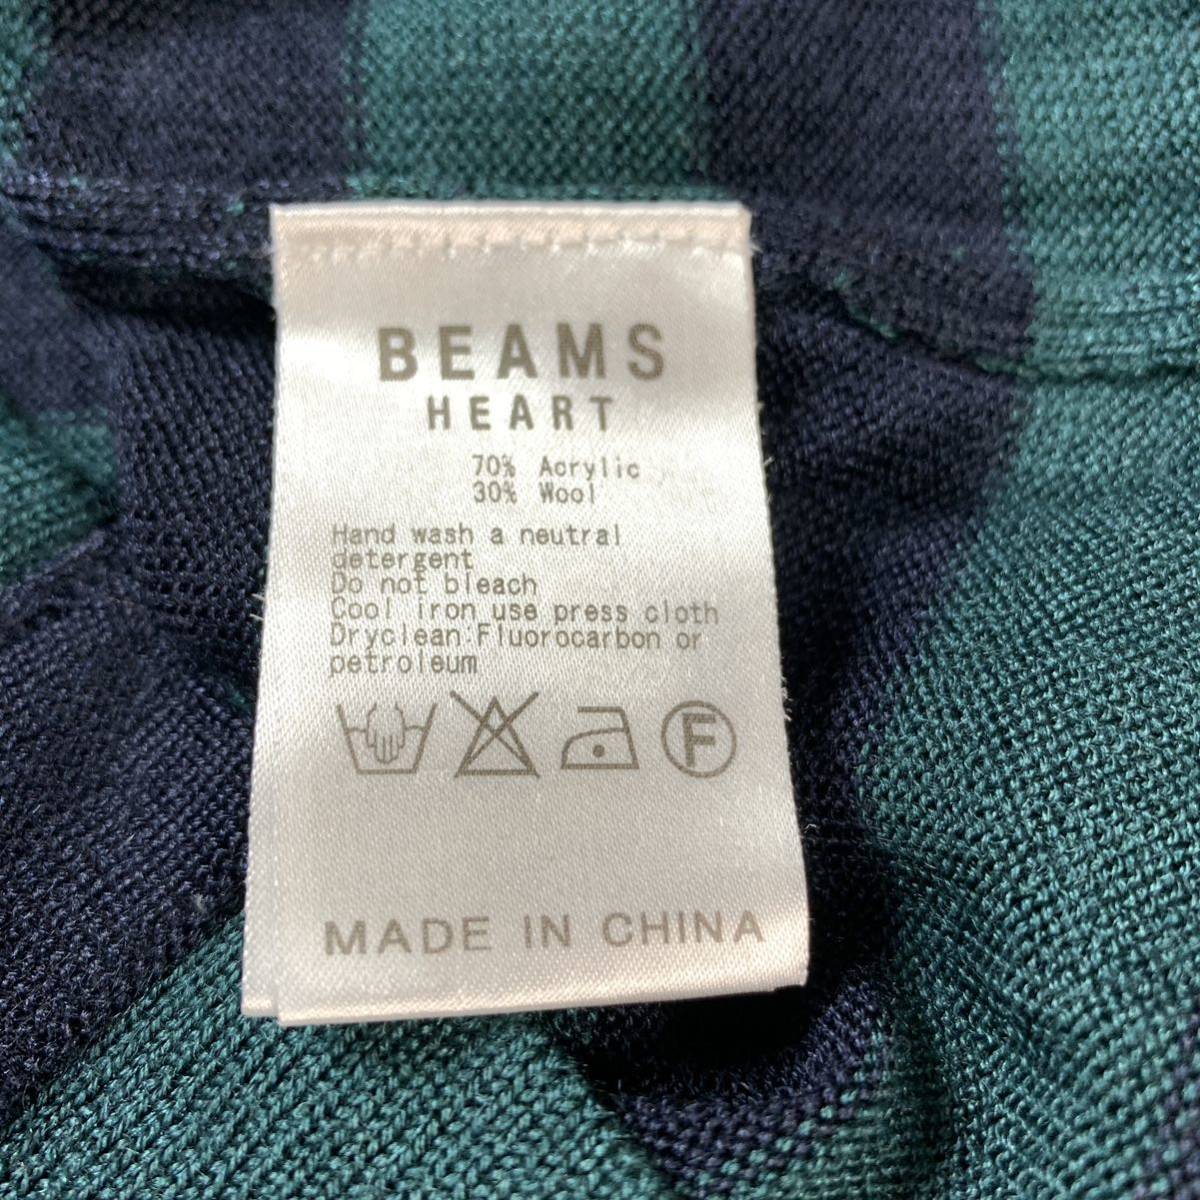 BEAMS
HEART
70% Acrylic
30% Wool
Hand wash a neutral
detergent
Do not bleach
Cool iron use press cloth
Dryclean:Fluorocarbon or
petroleum
F
MADE IN CHINA